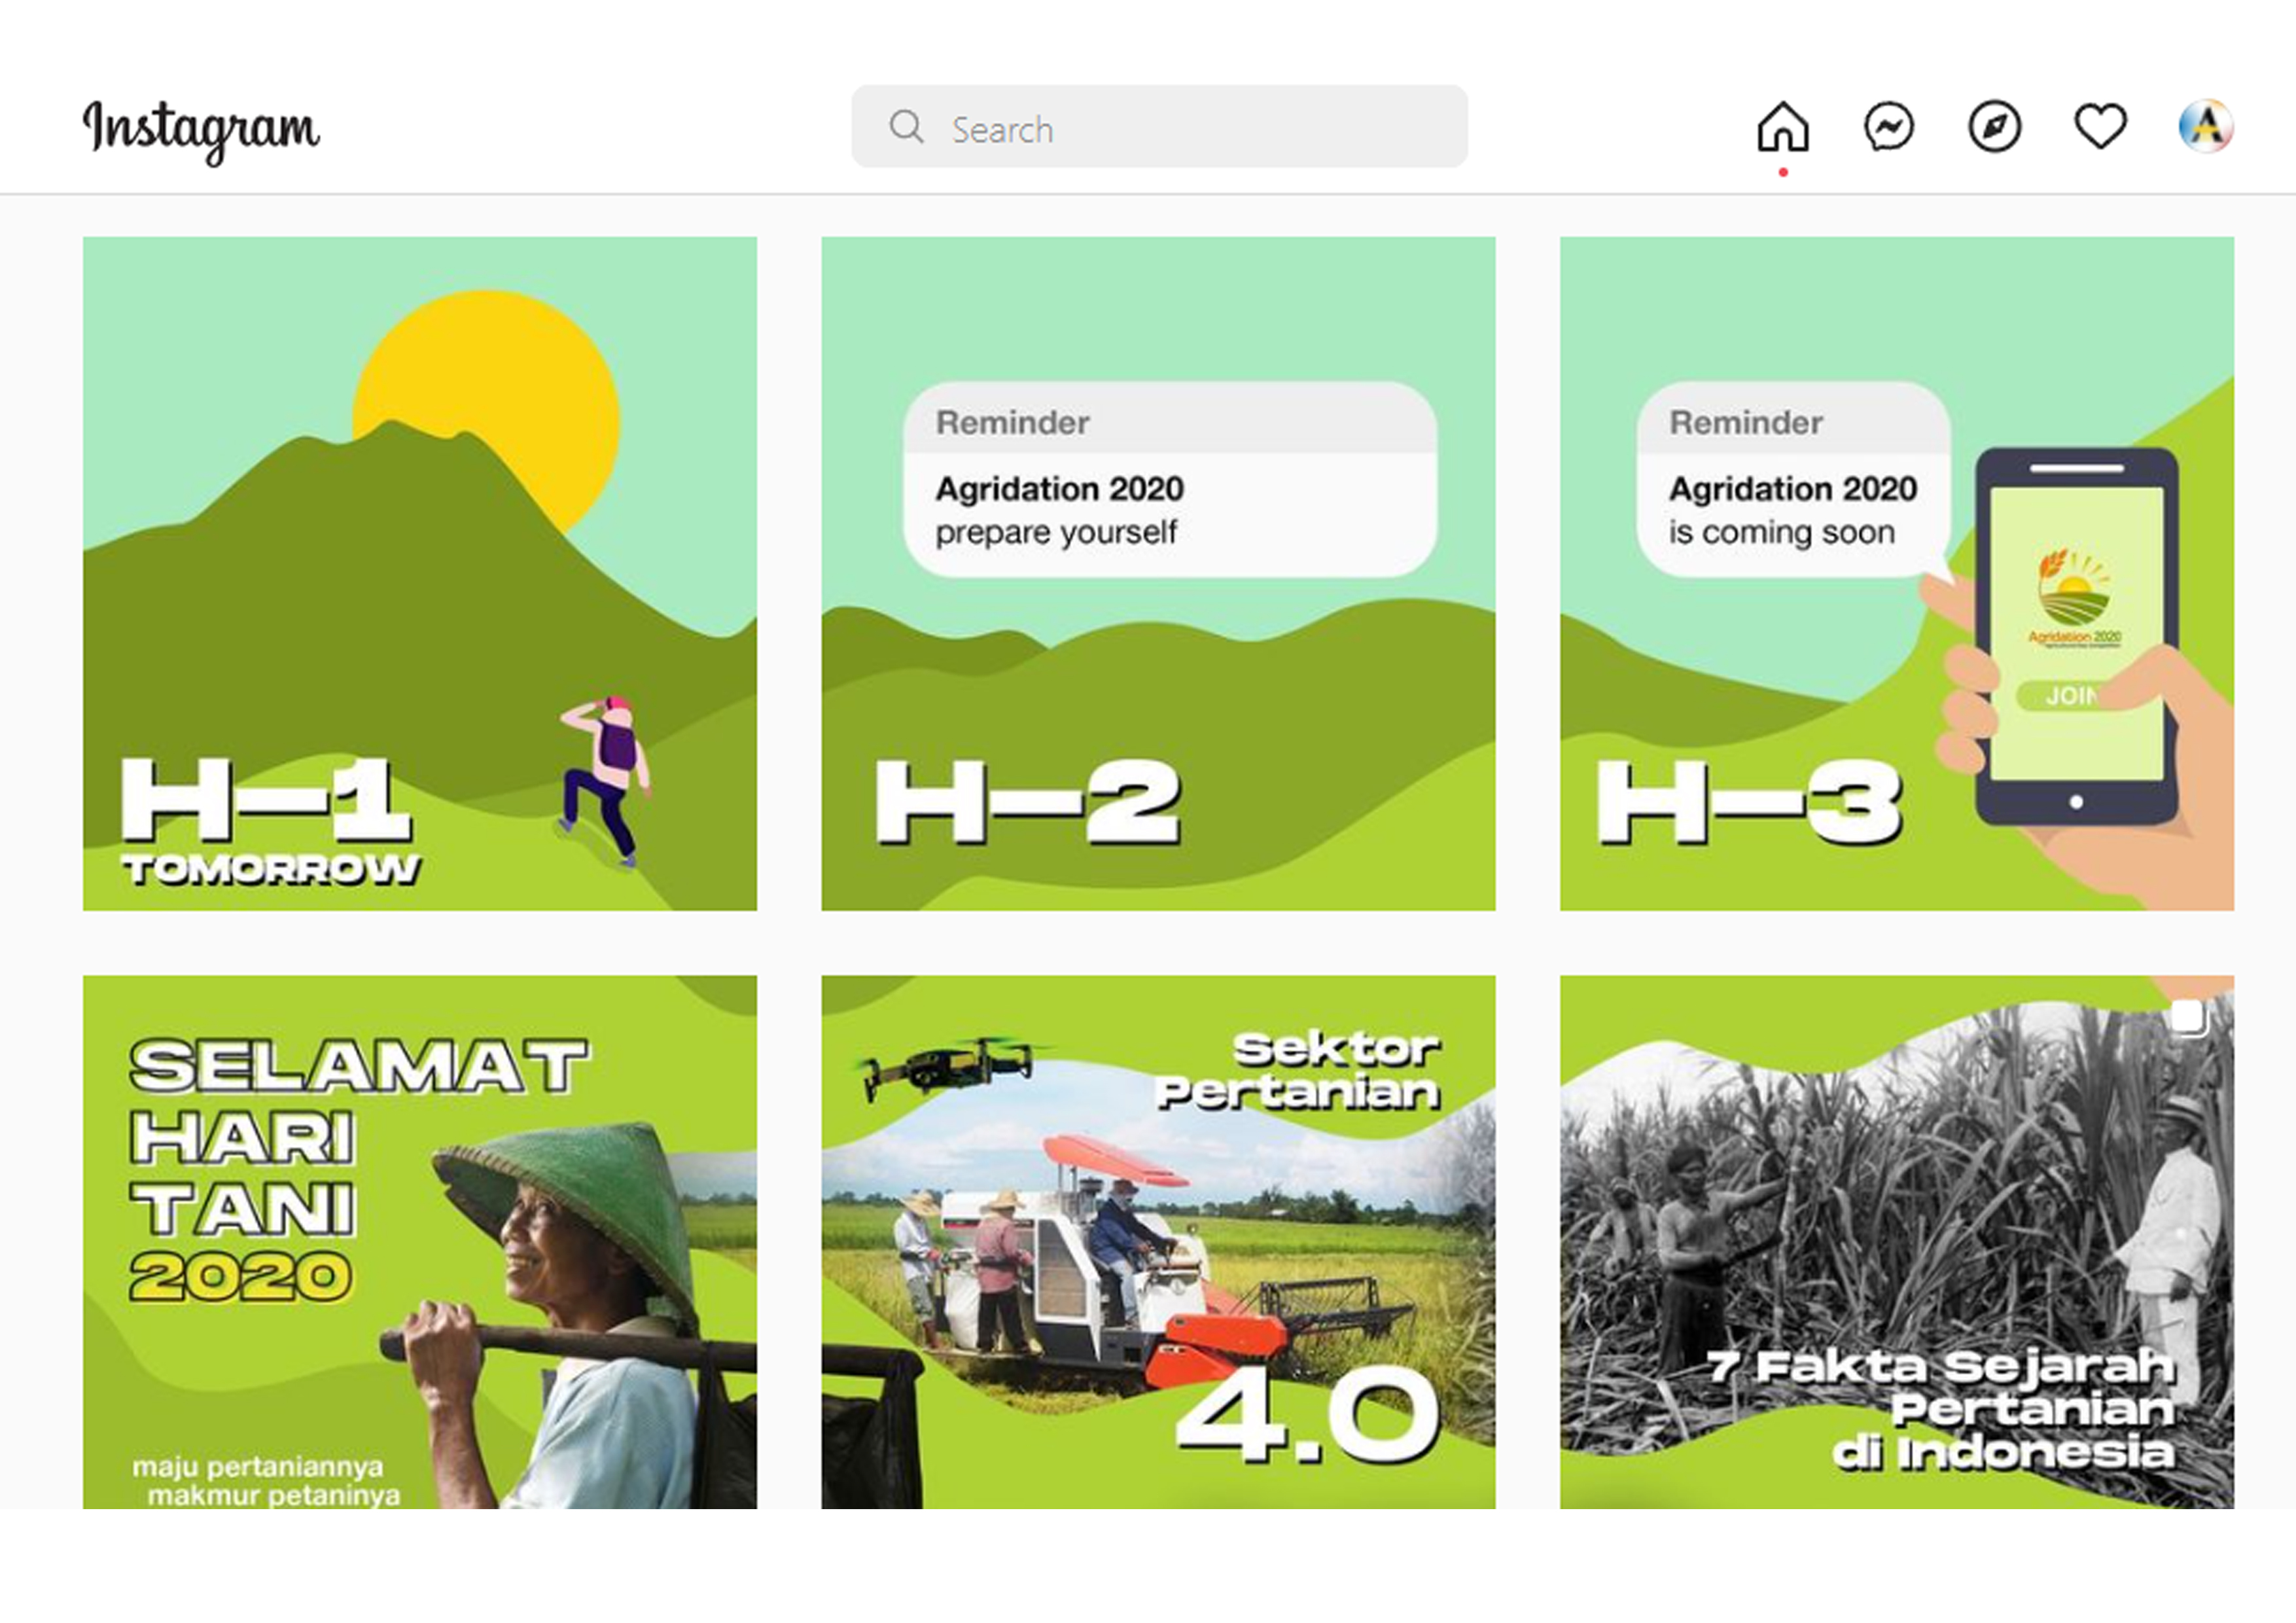 Instagram
Search
H—1
TOMORROW
Reminder
Agridation 2020
prepare yourself
H—2
Reminder
Agridation 2020
is coming soon
Agridation 2020
JOIN
H—3
SELAMAT
HARI
TANI
2020
maju pertaniannya
makmur petaninya
Sektor
Pertanian
4.0
7 Fakta Sejarah
Pertanian
di Indonesia